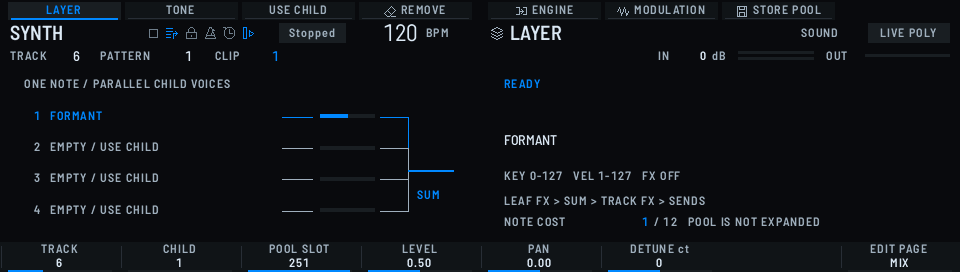 LAYER TONE USE CHILD REMOVE ENGINE MODULATION STORE POOL
SYNTH Stopped 120 BPM LAYER SOUND LIVE POLY
TRACK 6 PATTERN 1 CLIP 1 IN 0 dB OUT
ONE NOTE / PARALLEL CHILD VOICES READY
1 FORMANT
FORMANT
2 EMPTY / USE CHILD
3 EMPTY / USE CHILD KEY 0-127 VEL 1-127 FX OFF
SUM LEAF FX > SUM > TRACK FX > SENDS
4 EMPTY / USE CHILD
NOTE COST 1 / 12 POOL IS NOT EXPANDED
TRACK CHILD POOL SLOT LEVEL PAN DETUNE ct EDIT PAGE
6 1 251 0.50 0.00 0 MIX